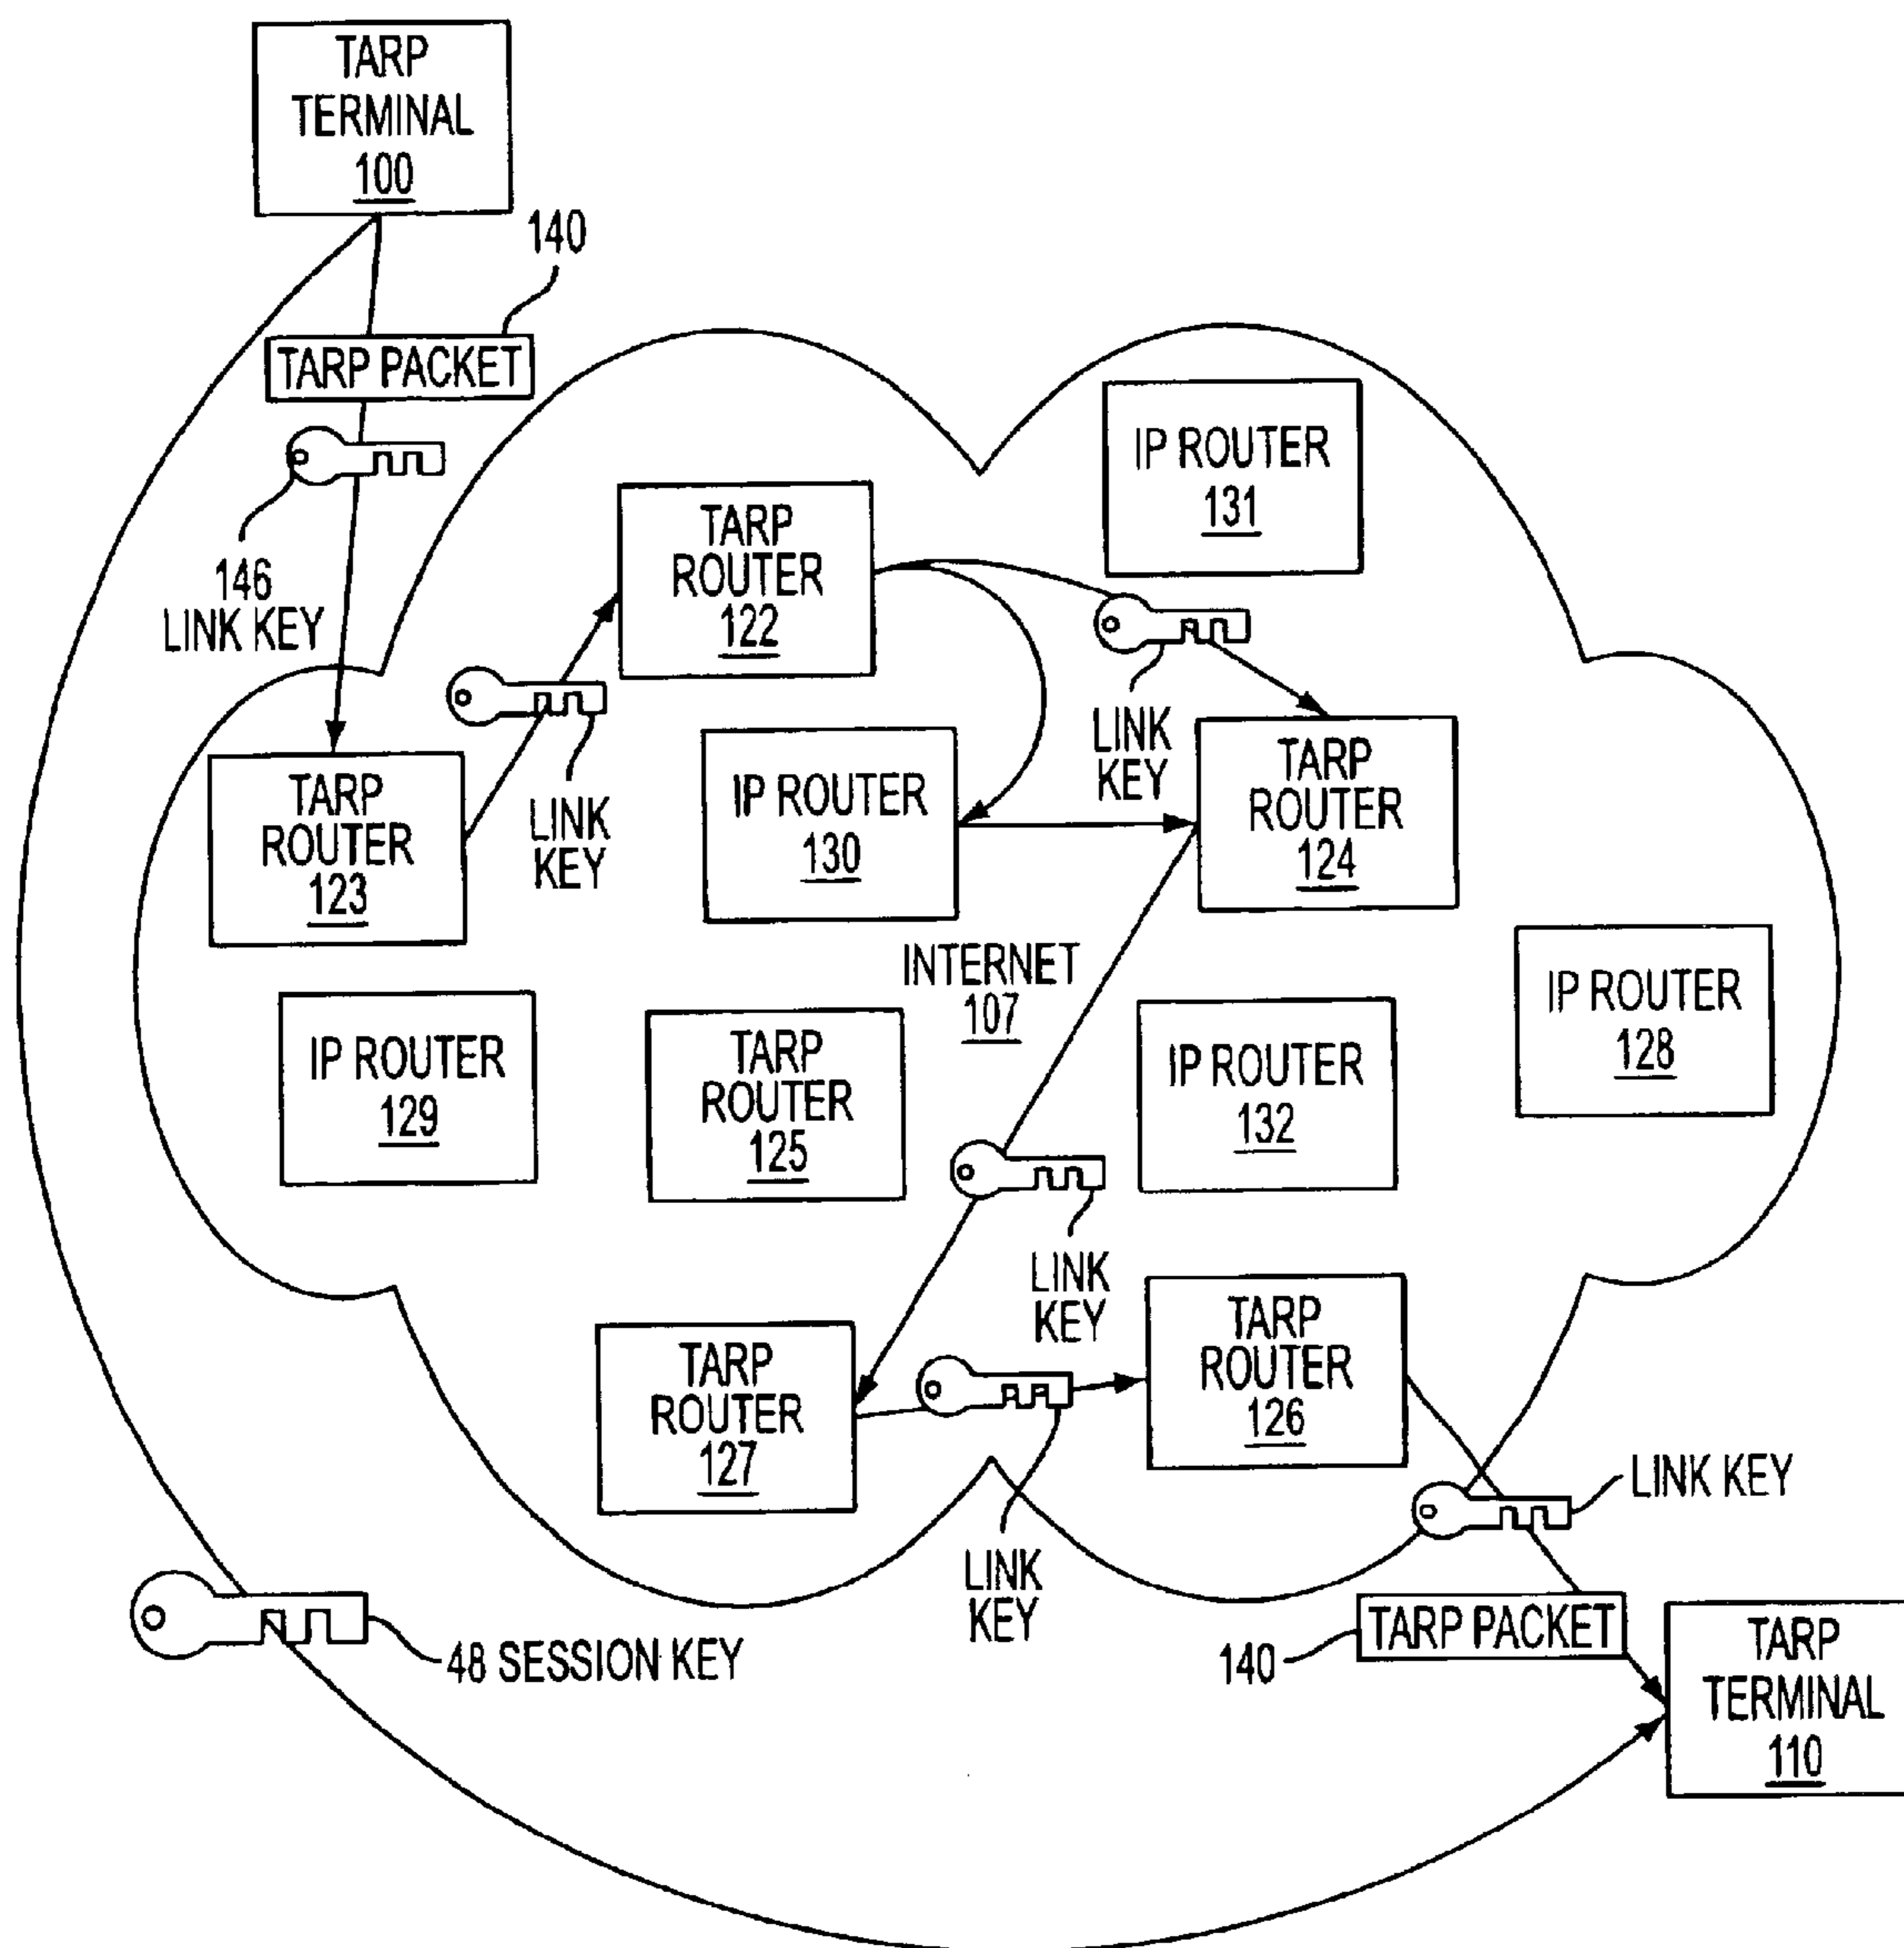 TARP
TERMINAL
100
140
TARP PACKET
146
LINK KEY
IP ROUTER
131
TARP
ROUTER
122
LINK
KEY
LINK
KEY
TARP
ROUTER
123
IP ROUTER
130
TARP
ROUTER
124
INTERNET
107
IP ROUTER
128
IP ROUTER
129
TARP
ROUTER
125
IP ROUTER
132
LINK
KEY
TARP
ROUTER
127
TARP
ROUTER
126
LINK KEY
LINK
KEY
48 SESSION KEY
140
TARP PACKET
TARP
TERMINAL
110